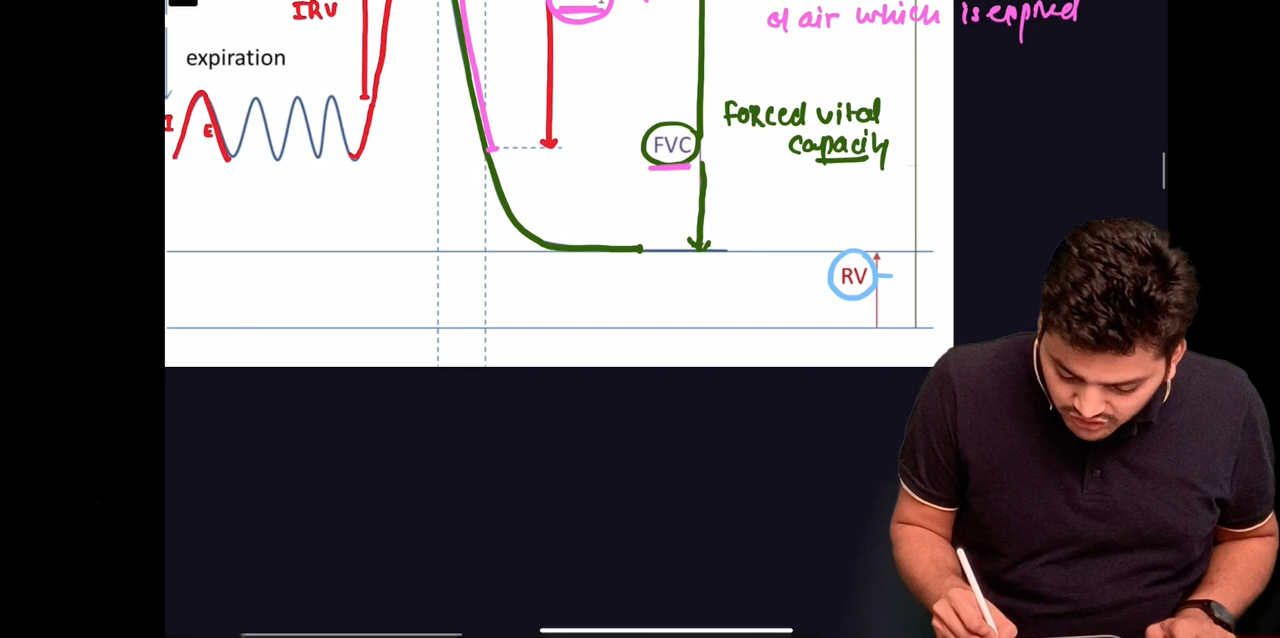 IRV
of air which is expired
expiration
I
E
Forced vital
capacity
FVC
RV